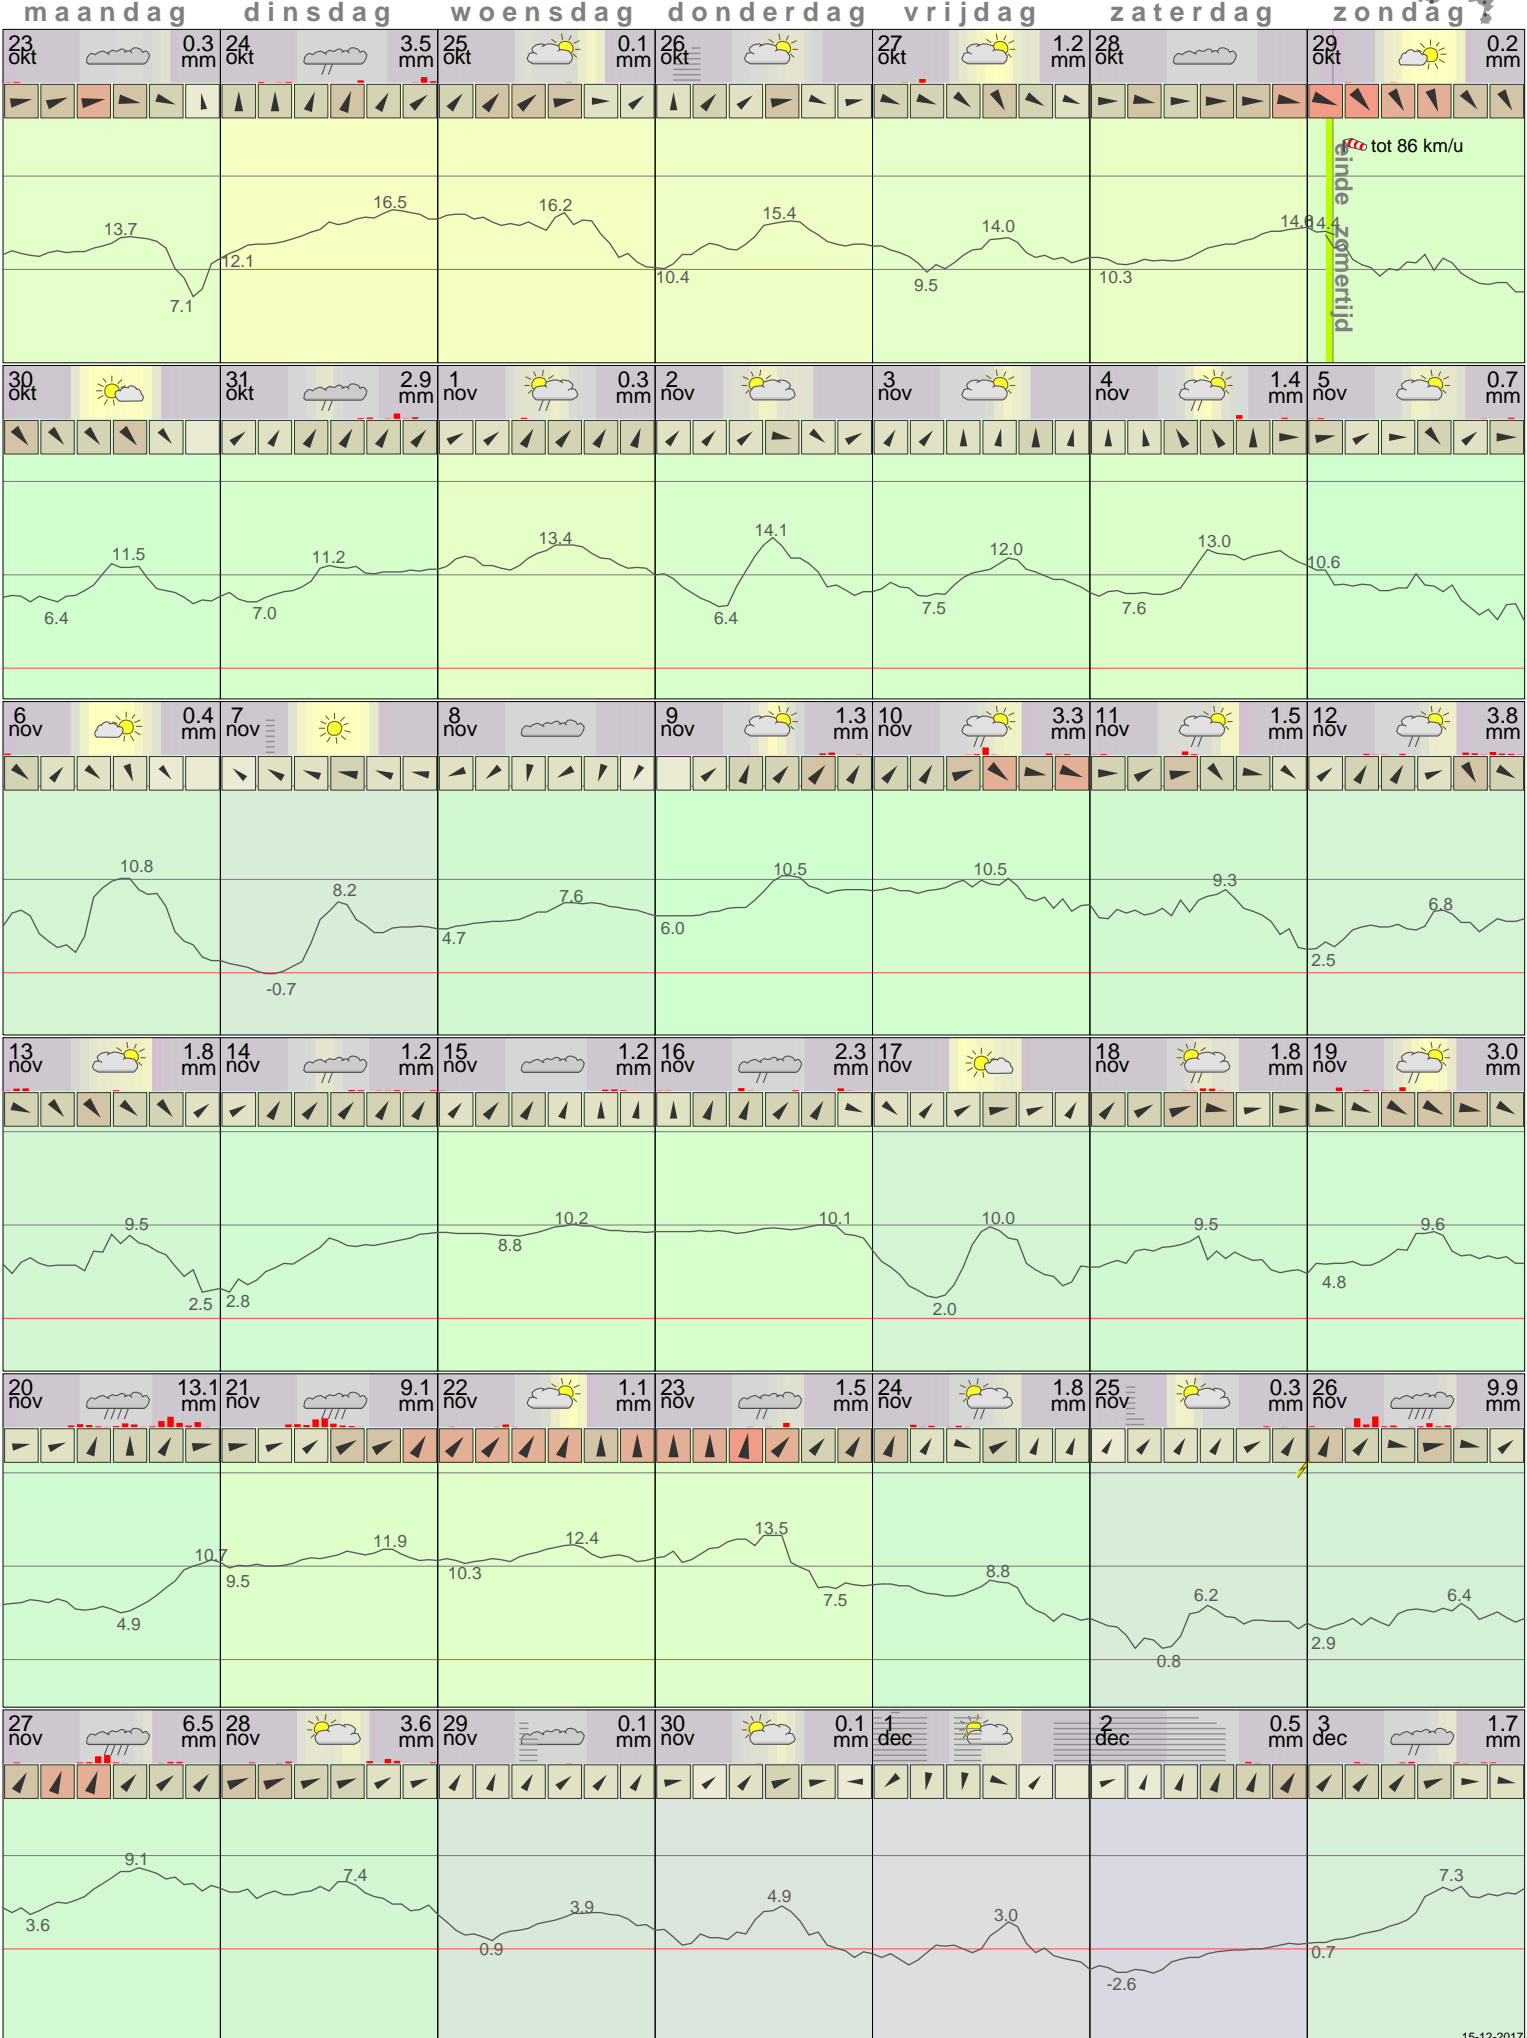 maandag dinsdag woensdag donderdag vrijdag zaterdag zondag
23 okt 0.3 mm 24 okt 3.5 mm 25 okt 0.1 mm 26 okt 27 okt 1.2 mm 28 okt 29 okt 0.2 mm
tot 86 km/u
einde zomertijd
13.7 7.1 12.1 16.5 16.2 10.4 15.4 9.5 14.0 10.3 14.6 14.4
30 okt 31 okt 2.9 mm 1 nov 0.3 mm 2 nov 3 nov 4 nov 1.4 mm 5 nov 0.7 mm
6.4 11.5 7.0 11.2 13.4 6.4 14.1 7.5 12.0 7.6 13.0 10.6
6 nov 0.4 mm 7 nov 8 nov 9 nov 1.3 mm 10 nov 3.3 mm 11 nov 1.5 mm 12 nov 3.8 mm
10.8 -0.7 8.2 4.7 7.6 6.0 10.5 10.5 9.3 2.5 6.8
13 nov 1.8 mm 14 nov 1.2 mm 15 nov 1.2 mm 16 nov 2.3 mm 17 nov 18 nov 1.8 mm 19 nov 3.0 mm
9.5 2.5 2.8 8.8 10.2 10.1 2.0 10.0 9.5 4.8 9.6
20 nov 13.1 mm 21 nov 9.1 mm 22 nov 1.1 mm 23 nov 1.5 mm 24 nov 1.8 mm 25 nov 0.3 mm 26 nov 9.9 mm
4.9 10.7 9.5 11.9 10.3 12.4 13.5 7.5 8.8 0.8 6.2 2.9 6.4
27 nov 6.5 mm 28 nov 3.6 mm 29 nov 0.1 mm 30 nov 0.1 mm 1 dec 2 dec 0.5 mm 3 dec 1.7 mm
3.6 9.1 7.4 0.9 3.9 4.9 3.0 -2.6 0.7 7.3
15-12-2017